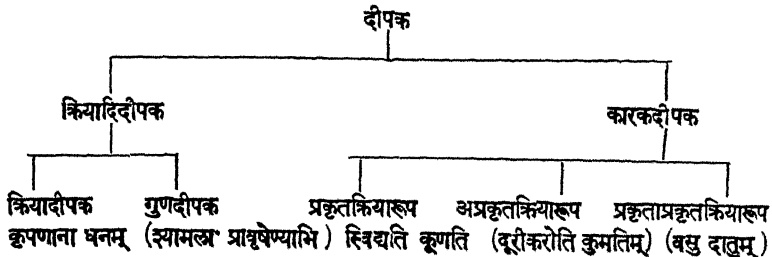 दीपक
क्रियादिदीपक कारकदीपक
क्रियादीपक गुणदीपक प्रकृतक्रियारूप अप्रकृतक्रियारूप प्रकृताप्रकृतक्रियारूप
कृपणाना धनम् (श्यामला प्रावृषेण्याभि) स्विद्यति कूणति (दूरीकरोति कुमतिम्) (वसु दातुम्)